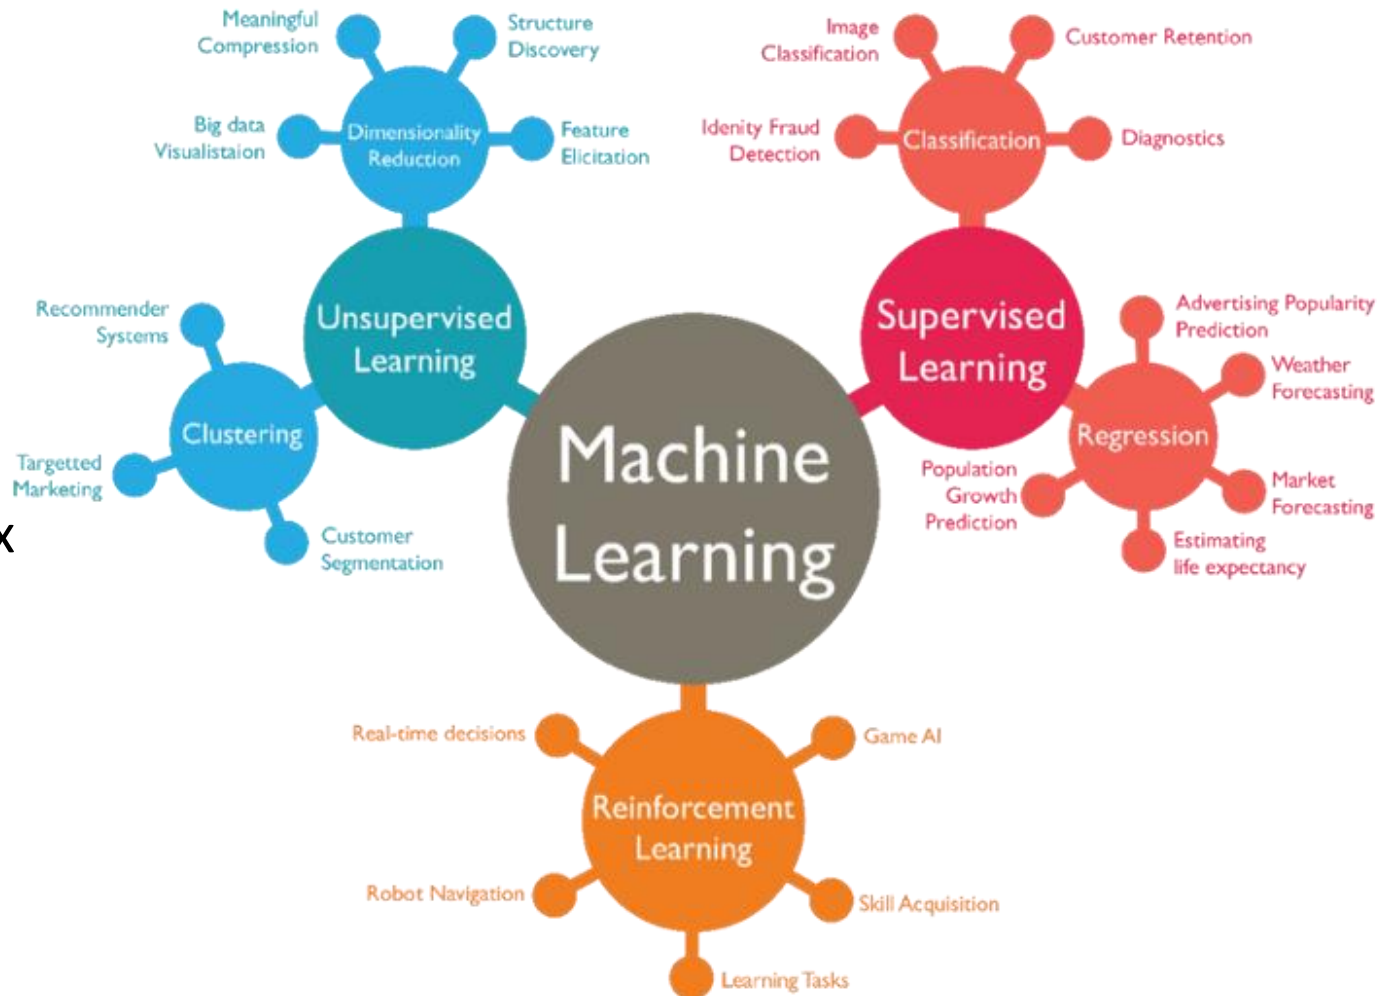 Meaningful
Compression
Structure
Discovery
Big data
Visualistaion
Dimensionality
Reduction
Feature
Elicitation
Image
Classification
Customer Retention
Idenity Fraud
Detection
Classification
Diagnostics
Unsupervised
Learning
Supervised
Learning
Recommender
Systems
Clustering
Targetted
Marketing
Customer
Segmentation
x
Machine
Learning
Advertising Popularity
Prediction
Weather
Forecasting
Regression
Population
Growth
Prediction
Market
Forecasting
Estimating
life expectancy
Real-time decisions
Game AI
Reinforcement
Learning
Robot Navigation
Skill Acquisition
Learning Tasks